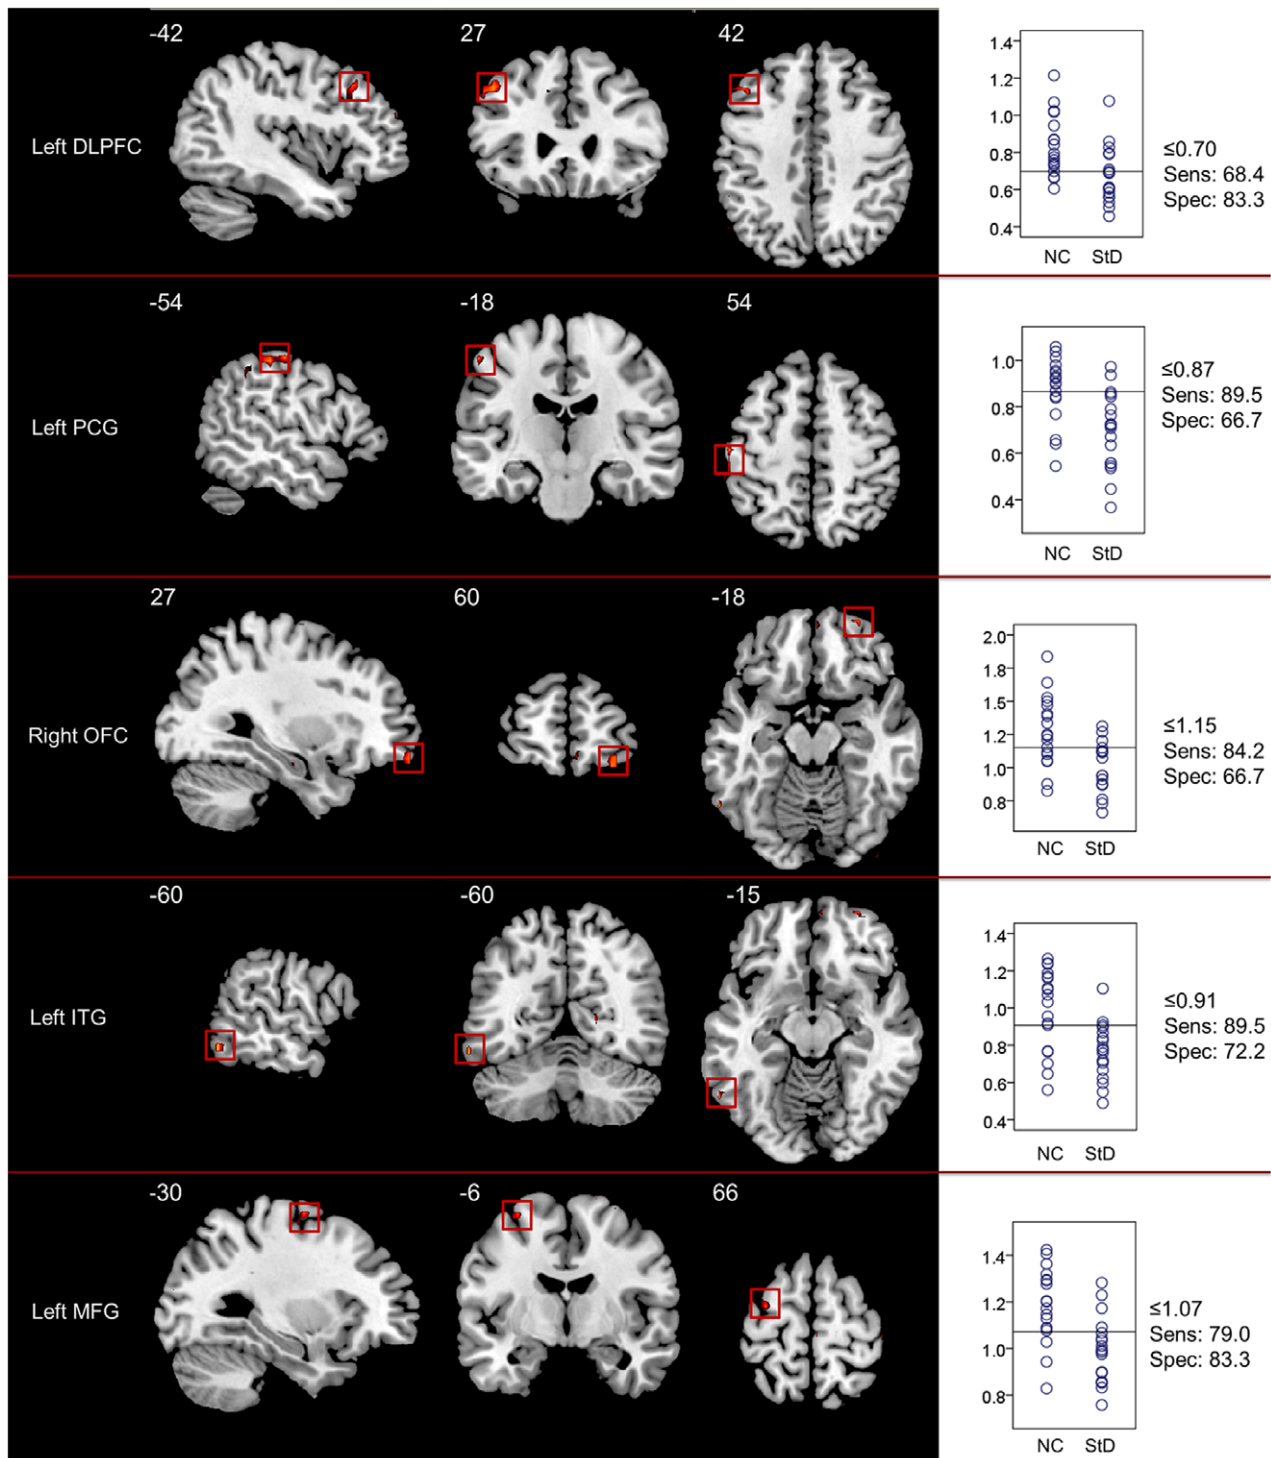 -42 27 42
Left DLPFC
1.4
1.2
1.0
0.8
0.6
0.4
NC StD
≤0.70
Sens: 68.4
Spec: 83.3
-54 -18 54
Left PCG
1.0
0.8
0.6
0.4
NC StD
≤0.87
Sens: 89.5
Spec: 66.7
27 60 -18
Right OFC
2.0
1.8
1.5
1.2
1.0
0.8
NC StD
≤1.15
Sens: 84.2
Spec: 66.7
-60 -60 -15
Left ITG
1.4
1.2
1.0
0.8
0.6
0.4
NC StD
≤0.91
Sens: 89.5
Spec: 72.2
-30 -6 66
Left MFG
1.4
1.2
1.0
0.8
NC StD
≤1.07
Sens: 79.0
Spec: 83.3